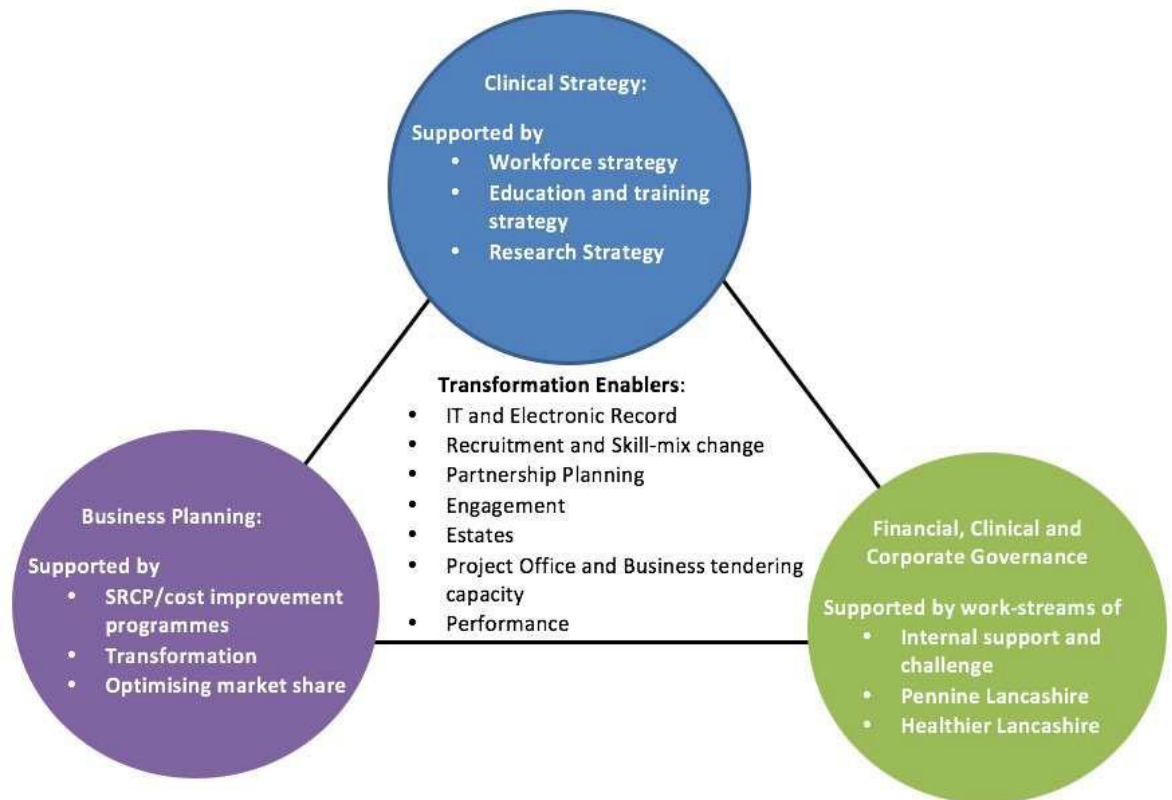 Clinical Strategy:
Supported by
• Workforce strategy
• Education and training
strategy
• Research Strategy
Transformation Enablers:
• IT and Electronic Record
• Recruitment and Skill-mix change
• Partnership Planning
• Engagement
• Estates
• Project Office and Business tendering
capacity
• Performance
Business Planning:
Supported by
• SRCP/cost improvement
programmes
• Transformation
• Optimising market share
Financial, Clinical and
Corporate Governance
Supported by work-streams of
• Internal support and
challenge
• Pennine Lancashire
• Healthier Lancashire